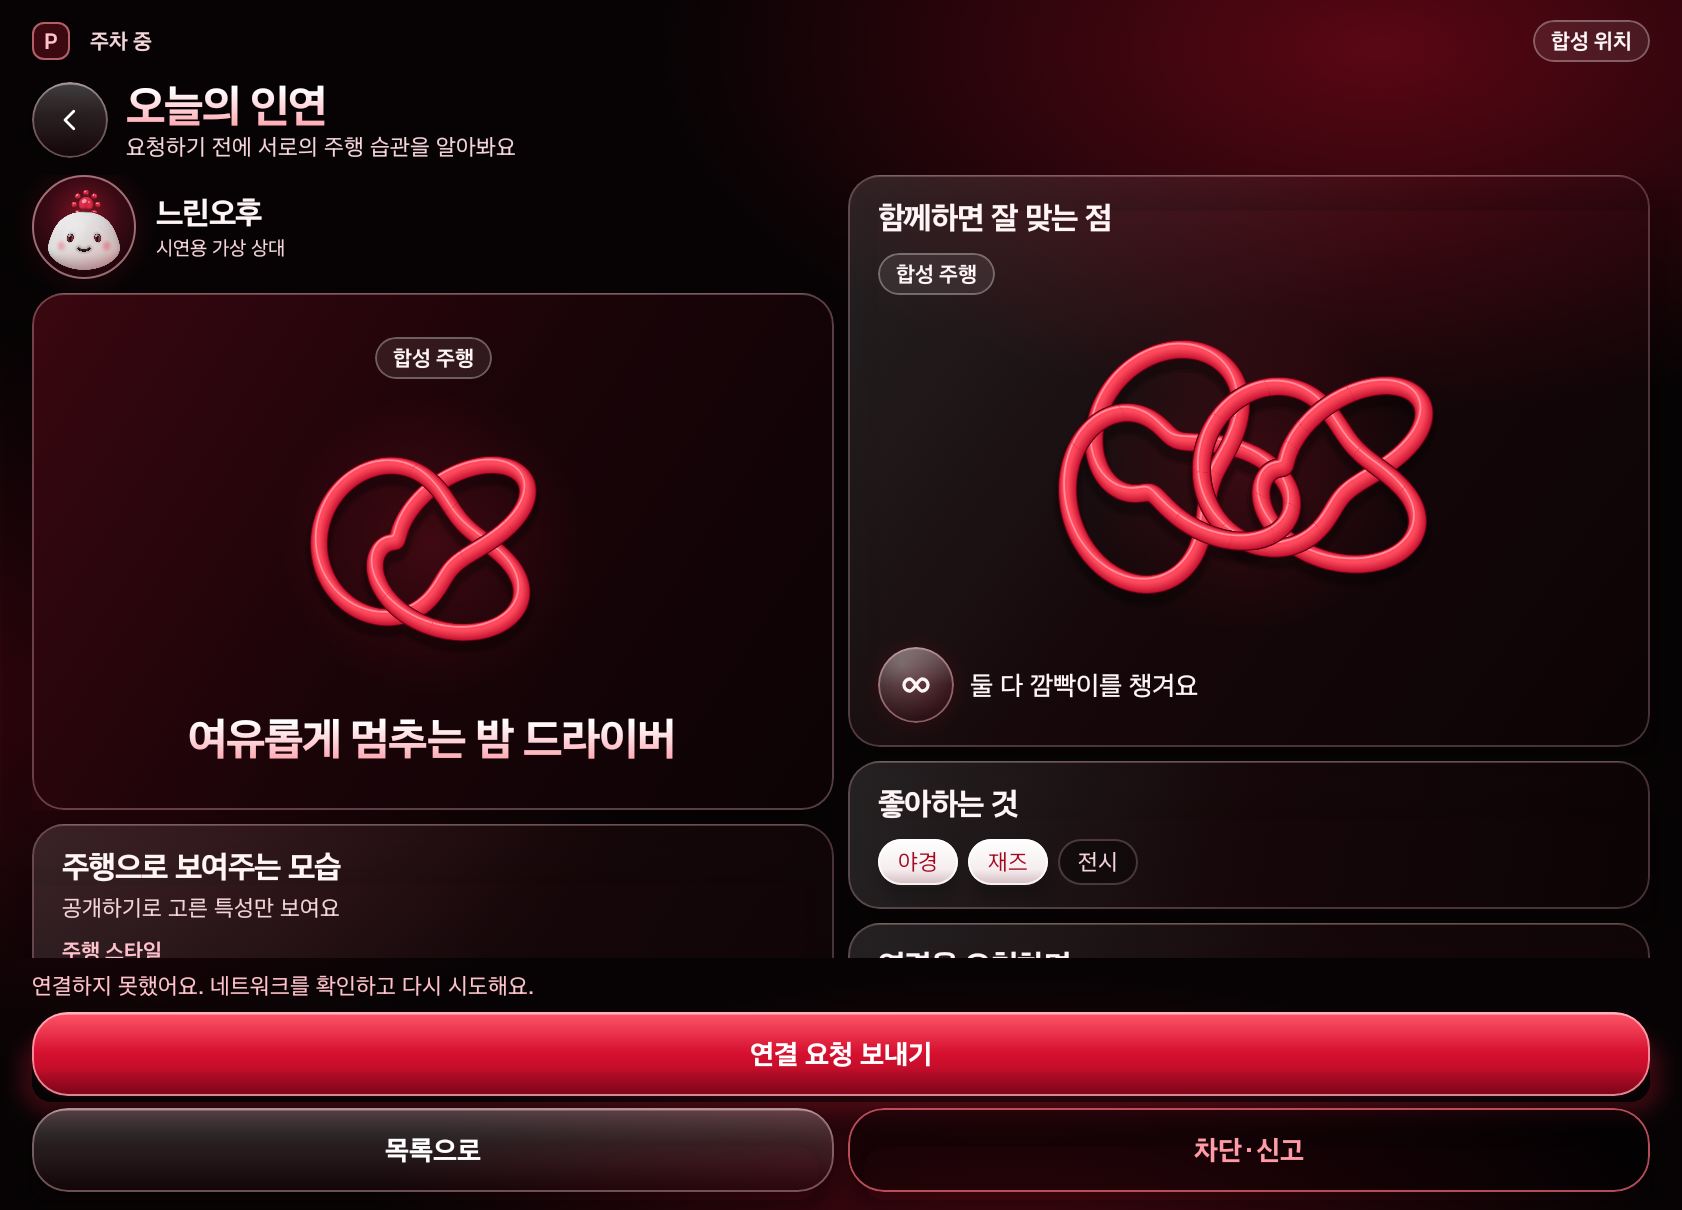 P 주차 중
합성 위치
오늘의 인연
요청하기 전에 서로의 주행 습관을 알아봐요
느린오후
시연용 가상 상대
합성 주행
여유롭게 멈추는 밤 드라이버
주행으로 보여주는 모습
공개하기로 고른 특성만 보여요
주행 스타일
함께하면 잘 맞는 점
합성 주행
둘 다 깜빡이를 챙겨요
좋아하는 것
야경 재즈 전시
연결하지 못했어요. 네트워크를 확인하고 다시 시도해요.
연결 요청 보내기
목록으로
차단·신고